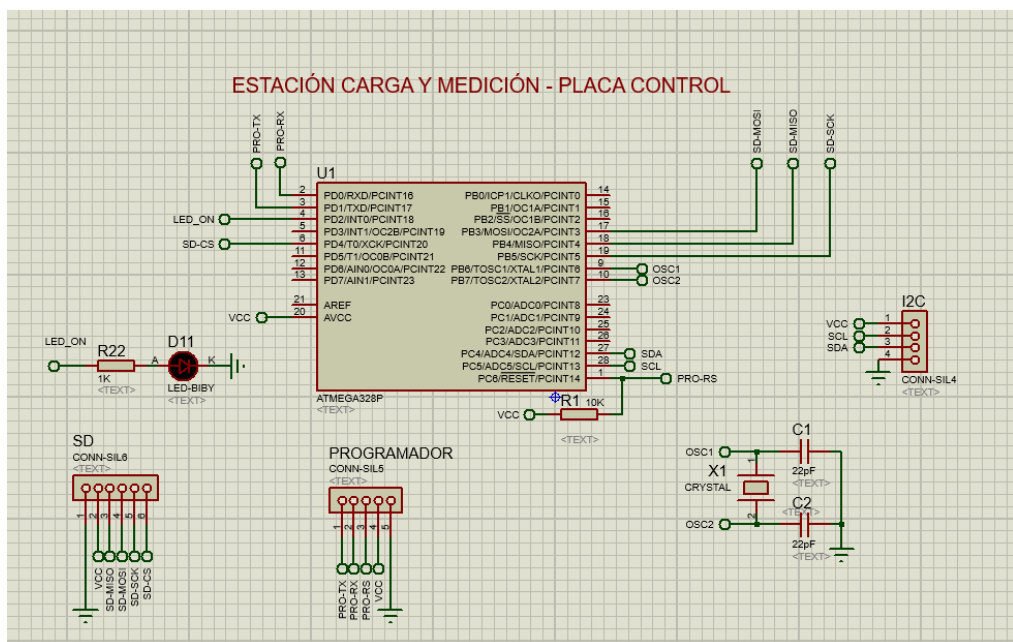 ESTACIÓN CARGA Y MEDICIÓN - PLACA CONTROL
PRO-TX
PRO-RX
SD-MOSI
SD-MISO
SD-SCK
U1
2 PD0/RXD/PCINT16 PB0/ICP1/CLKO/PCINT0 14
3 PD1/TXD/PCINT17 PB1/OC1A/PCINT1 15
LED_ON 4 PD2/INT0/PCINT18 PB2/SS/OC1B/PCINT2 16
5 PD3/INT1/OC2B/PCINT19 PB3/MOSI/OC2A/PCINT3 17
SD-CS 6 PD4/T0/XCK/PCINT20 PB4/MISO/PCINT4 18
11 PD5/T1/OC0B/PCINT21 PB5/SCK/PCINT5 19
12 PD6/AIN0/OC0A/PCINT22 PB6/TOSC1/XTAL1/PCINT6 9 OSC1
13 PD7/AIN1/PCINT23 PB7/TOSC2/XTAL2/PCINT7 10 OSC2
21 AREF PC0/ADC0/PCINT8 23
VCC 20 AVCC PC1/ADC1/PCINT9 24
PC2/ADC2/PCINT10 25
PC3/ADC3/PCINT11 26
PC4/ADC4/SDA/PCINT12 27 SDA
PC5/ADC5/SCL/PCINT13 28 SCL
PC6/RESET/PCINT14 1 PRO-RS
ATMEGA328P
<TEXT>
VCC R1 10K
<TEXT>
I2C
VCC 1
SCL 2
SDA 3
4
CONN-SIL4
<TEXT>
LED_ON
R22
1K
<TEXT>
D11
A K
LED-BIBY
<TEXT>
SD
CONN-SIL6
<TEXT>
1 2 3 4 5 6
VCC
SD-MISO
SD-MOSI
SD-SCK
SD-CS
PROGRAMADOR
CONN-SIL5
<TEXT>
1 2 3 4 5
PRO-TX
PRO-RX
PRO-RS
VCC
OSC1
C1
22pF
<TEXT>
X1
CRYSTAL
<TEXT>
1
2
OSC2
C2
22pF
<TEXT>